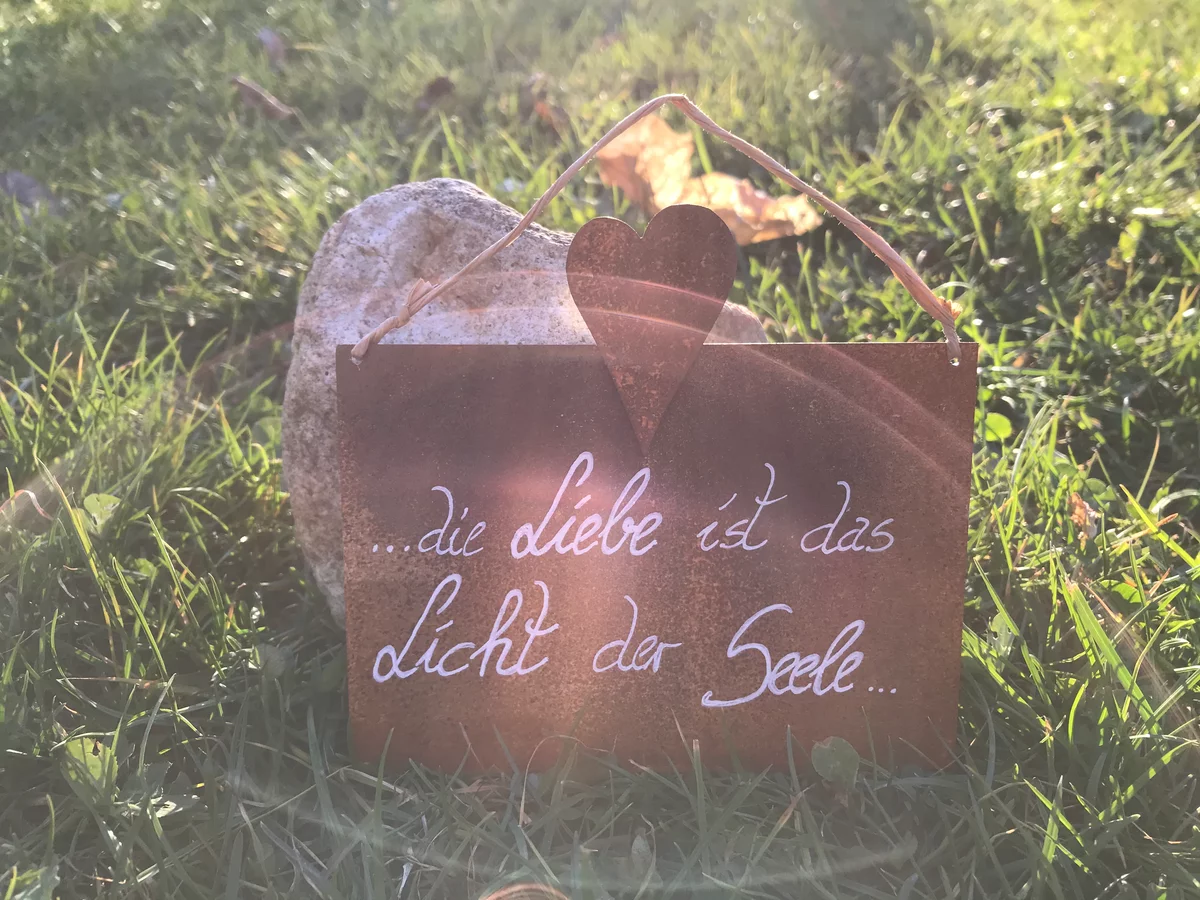 ...die Liebe ist das
Licht der Seele...